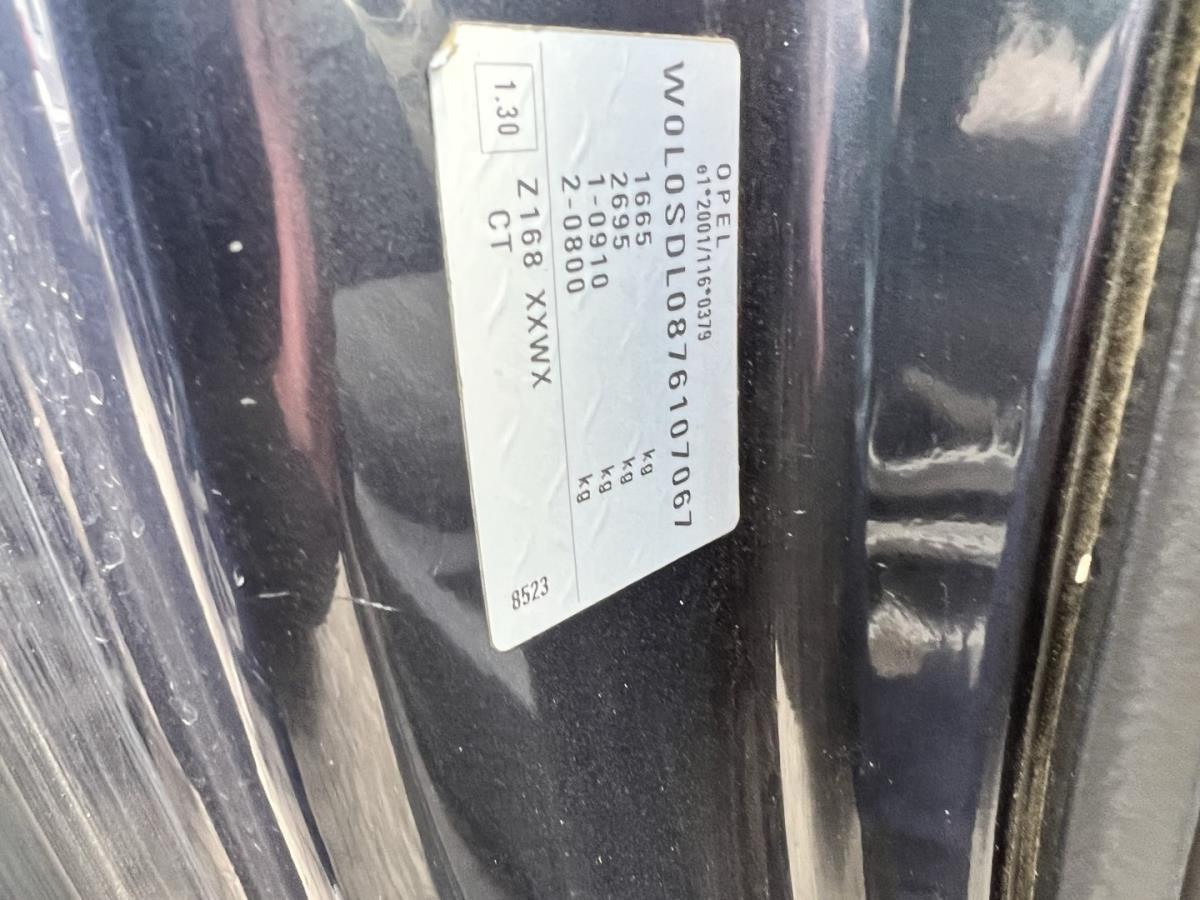 OPEL
e1*2001/116*0379
W0L0SDL0876107067
1665 kg
2695 kg
1-0910 kg
2-0800 kg
1.30 Z168 XXWX
CT
8523